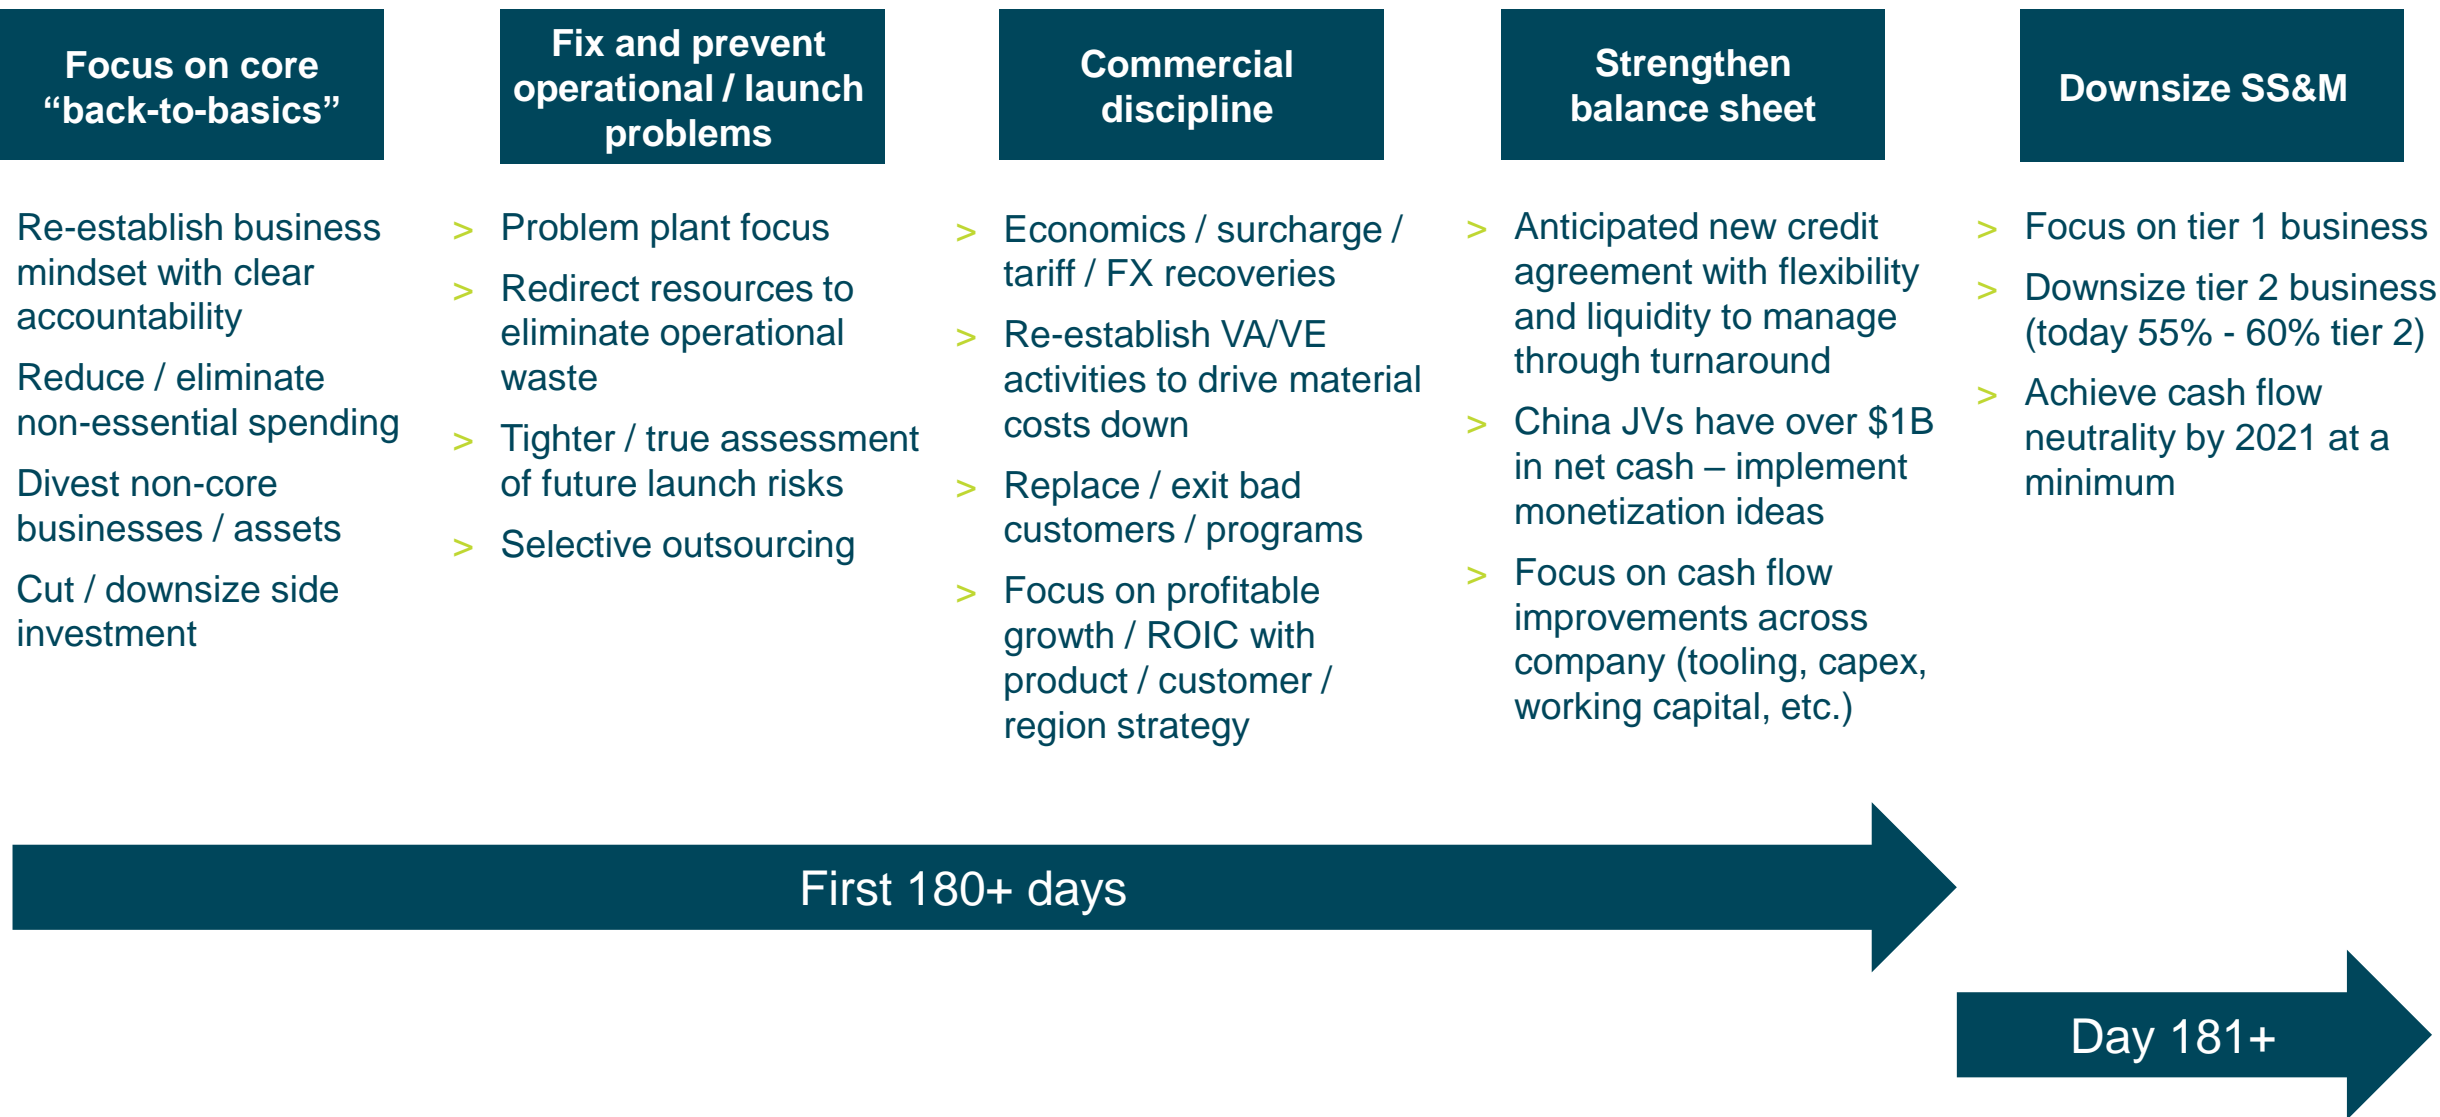 Focus on core
“back-to-basics”
Re-establish business
mindset with clear
accountability
Reduce / eliminate
non-essential spending
Divest non-core
businesses / assets
Cut / downsize side
investment
Fix and prevent
operational / launch
problems
> Problem plant focus
> Redirect resources to
eliminate operational
waste
> Tighter / true assessment
of future launch risks
> Selective outsourcing
Commercial
discipline
> Economics / surcharge /
tariff / FX recoveries
> Re-establish VA/VE
activities to drive material
costs down
> Replace / exit bad
customers / programs
> Focus on profitable
growth / ROIC with
product / customer /
region strategy
Strengthen
balance sheet
> Anticipated new credit
agreement with flexibility
and liquidity to manage
through turnaround
> China JVs have over $1B
in net cash – implement
monetization ideas
> Focus on cash flow
improvements across
company (tooling, capex,
working capital, etc.)
Downsize SS&M
> Focus on tier 1 business
> Downsize tier 2 business
(today 55% - 60% tier 2)
> Achieve cash flow
neutrality by 2021 at a
minimum
First 180+ days
Day 181+